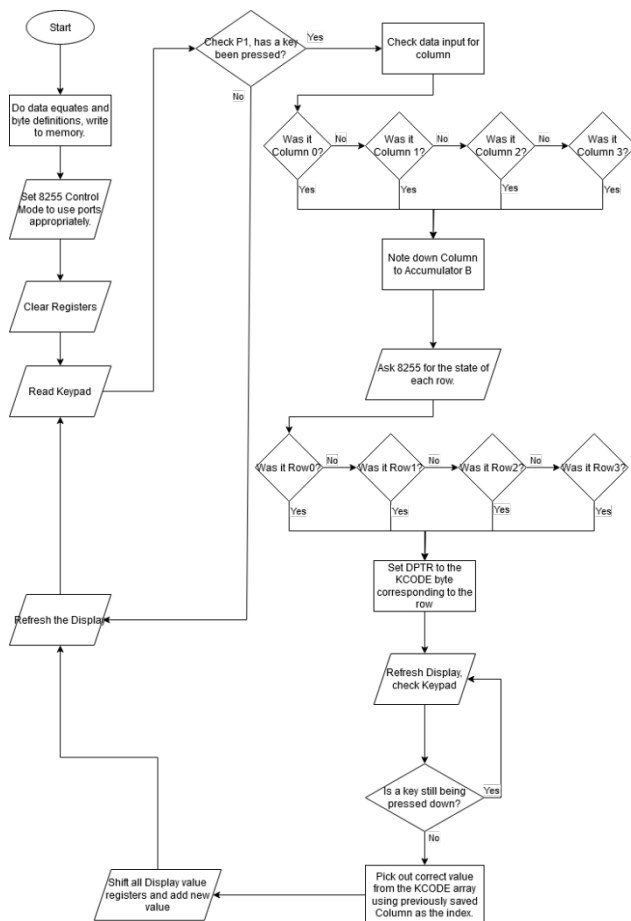 Start
Do data equates and
byte definitions, write
to memory.
Set 8255 Control
Mode to use ports
appropriately.
Clear Registers
Read Keypad
Check P1, has a key
been pressed?
Yes
No
Check data input for
column
Was it
Column 0?
No
Was it
Column 1?
No
Was it
Column 2?
No
Was it
Column 3?
Yes
Yes
Yes
Yes
Note down Column
to Accumulator B
Ask 8255 for the state of
each row.
Was it Row0?
No
Was it Row1?
No
Was it Row2?
No
Was it Row3?
Yes
Yes
Yes
Yes
Set DPTR to the
KCODE byte
corresponding to the
row
Refresh Display,
check Keypad
Is a key still being
pressed down?
Yes
No
Pick out correct value
from the KCODE array
using previously saved
Column as the index.
Shift all Display value
registers and add new
value
Refresh the Display